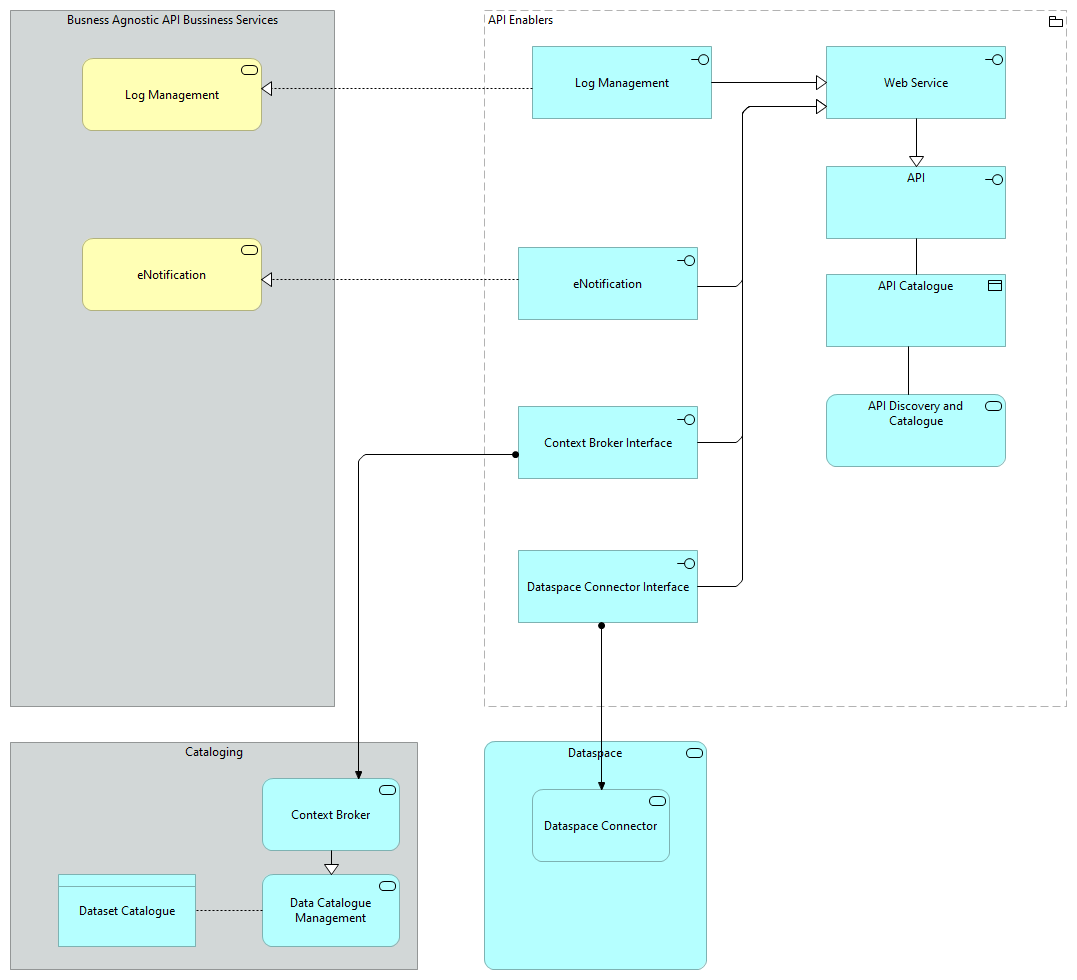 Busness Agnostic API Bussiness Services
Log Management
eNotification
API Enablers
Log Management
Web Service
API
eNotification
API Catalogue
API Discovery and
Catalogue
Context Broker Interface
Dataspace Connector Interface
Cataloging
Context Broker
Data Catalogue
Management
Dataset Catalogue
Dataspace
Dataspace Connector